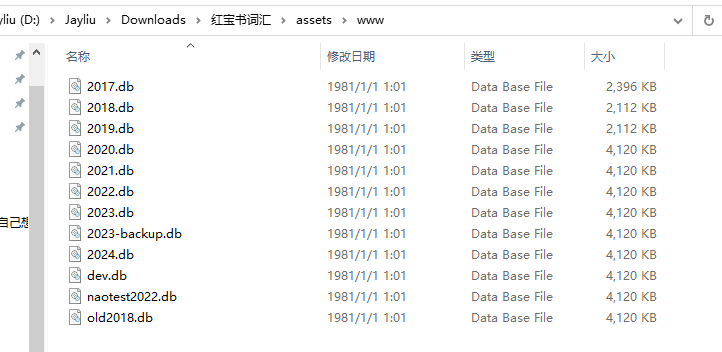 yliu (D:) > Jayliu > Downloads > 红宝书词汇 > assets > www
名称 修改日期 类型 大小
2017.db 1981/1/1 1:01 Data Base File 2,396 KB
2018.db 1981/1/1 1:01 Data Base File 2,112 KB
2019.db 1981/1/1 1:01 Data Base File 2,112 KB
2020.db 1981/1/1 1:01 Data Base File 4,120 KB
2021.db 1981/1/1 1:01 Data Base File 4,120 KB
2022.db 1981/1/1 1:01 Data Base File 4,120 KB
2023.db 1981/1/1 1:01 Data Base File 4,120 KB
自己想
2023-backup.db 1981/1/1 1:01 Data Base File 4,120 KB
2024.db 1981/1/1 1:01 Data Base File 4,120 KB
dev.db 1981/1/1 1:01 Data Base File 4,120 KB
naotest2022.db 1981/1/1 1:01 Data Base File 4,120 KB
old2018.db 1981/1/1 1:01 Data Base File 4,120 KB